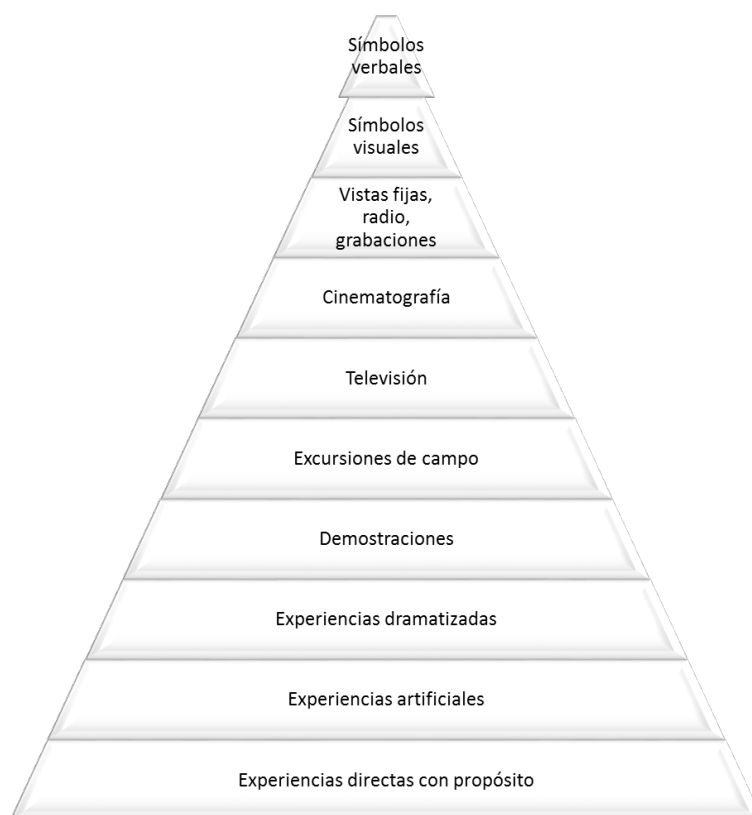 Símbolos
verbales
Símbolos
visuales
Vistas fijas,
radio,
grabaciones
Cinematografía
Televisión
Excursiones de campo
Demostraciones
Experiencias dramatizadas
Experiencias artificiales
Experiencias directas con propósito